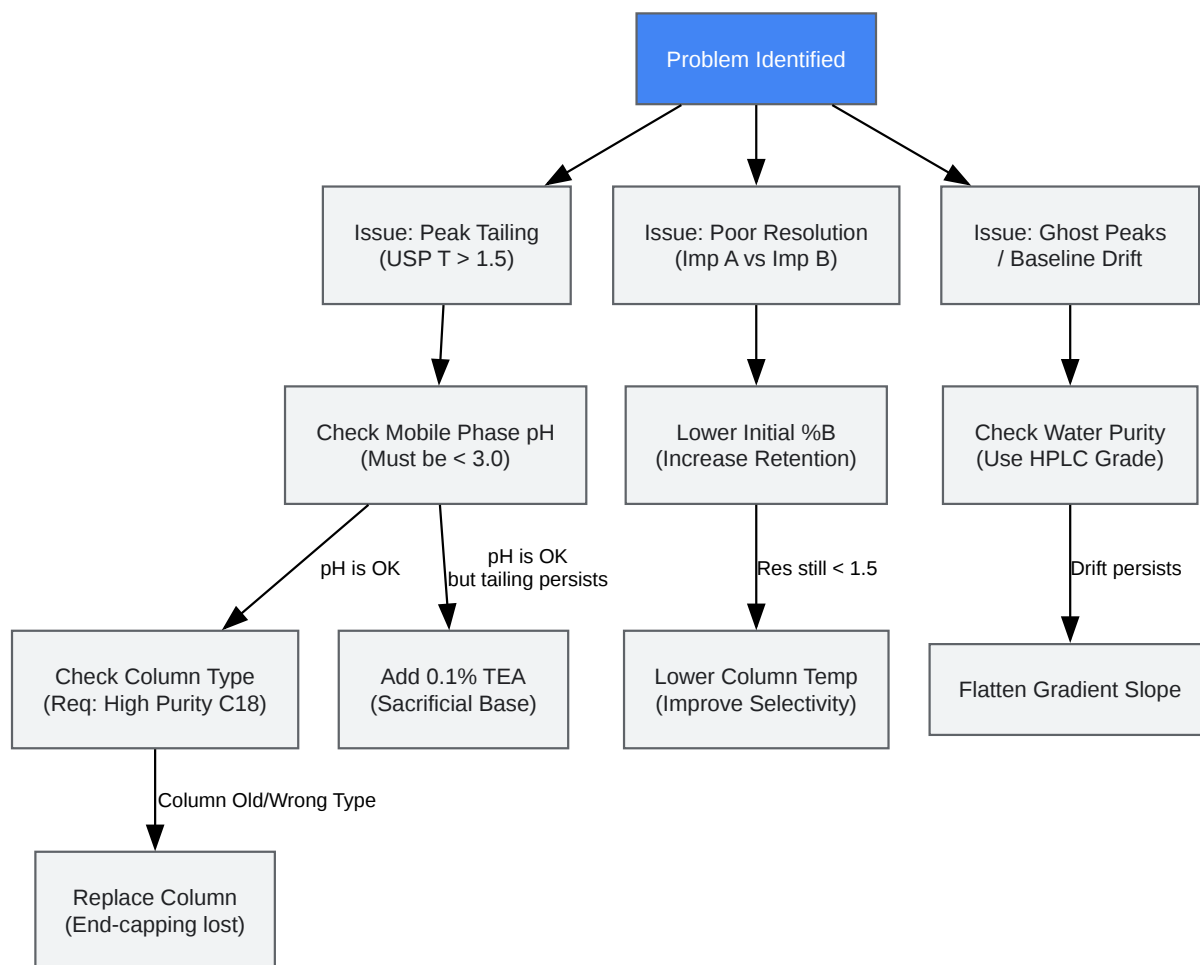 Problem Identified
Issue: Peak Tailing
(USP T > 1.5)
Issue: Poor Resolution
(Imp A vs Imp B)
Issue: Ghost Peaks
/ Baseline Drift
Check Mobile Phase pH
(Must be < 3.0)
Lower Initial %B
(Increase Retention)
Check Water Purity
(Use HPLC Grade)
pH is OK
pH is OK
but tailing persists
Res still < 1.5
Drift persists
Check Column Type
(Req: High Purity C18)
Add 0.1% TEA
(Sacrificial Base)
Lower Column Temp
(Improve Selectivity)
Flatten Gradient Slope
Column Old/Wrong Type
Replace Column
(End-capping lost)